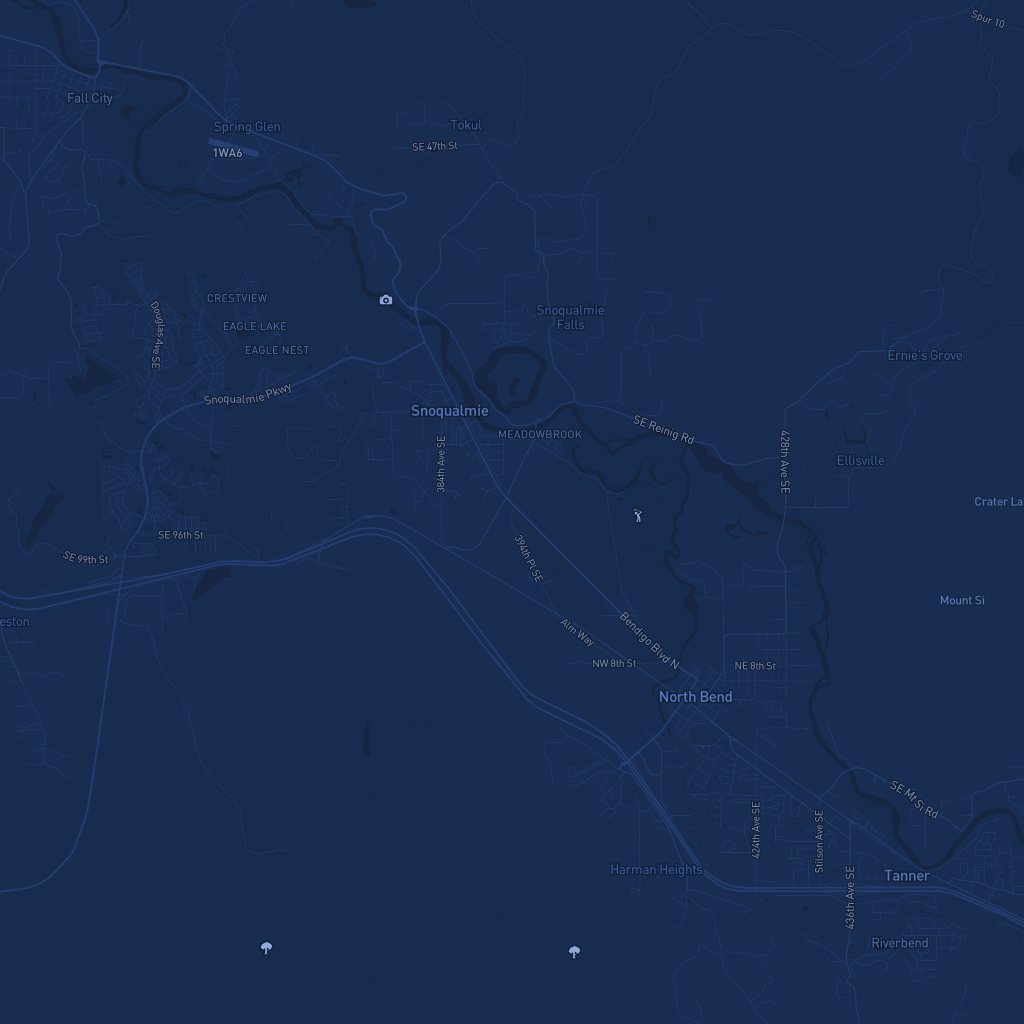 Spur 10
Fall City
Spring Glen
Tokul
SE 47th St
1WA6
CRESTVIEW
Douglas Ave SE
Snoqualmie
Falls
EAGLE LAKE
EAGLE NEST
Ernie's Grove
Snoqualmie Pkwy
Snoqualmie
SE Reinig Rd
MEADOWBROOK
384th Ave SE
428th Ave SE
Ellisville
Crater La
SE 96th St
SE 99th St
394th Pl SE
Mount Si
eston
Alm Way
Bendigo Blvd N
NW 8th St
NE 8th St
North Bend
SE Mt Si Rd
424th Ave SE
Stilson Ave SE
Harman Heights
Tanner
436th Ave SE
Riverbend